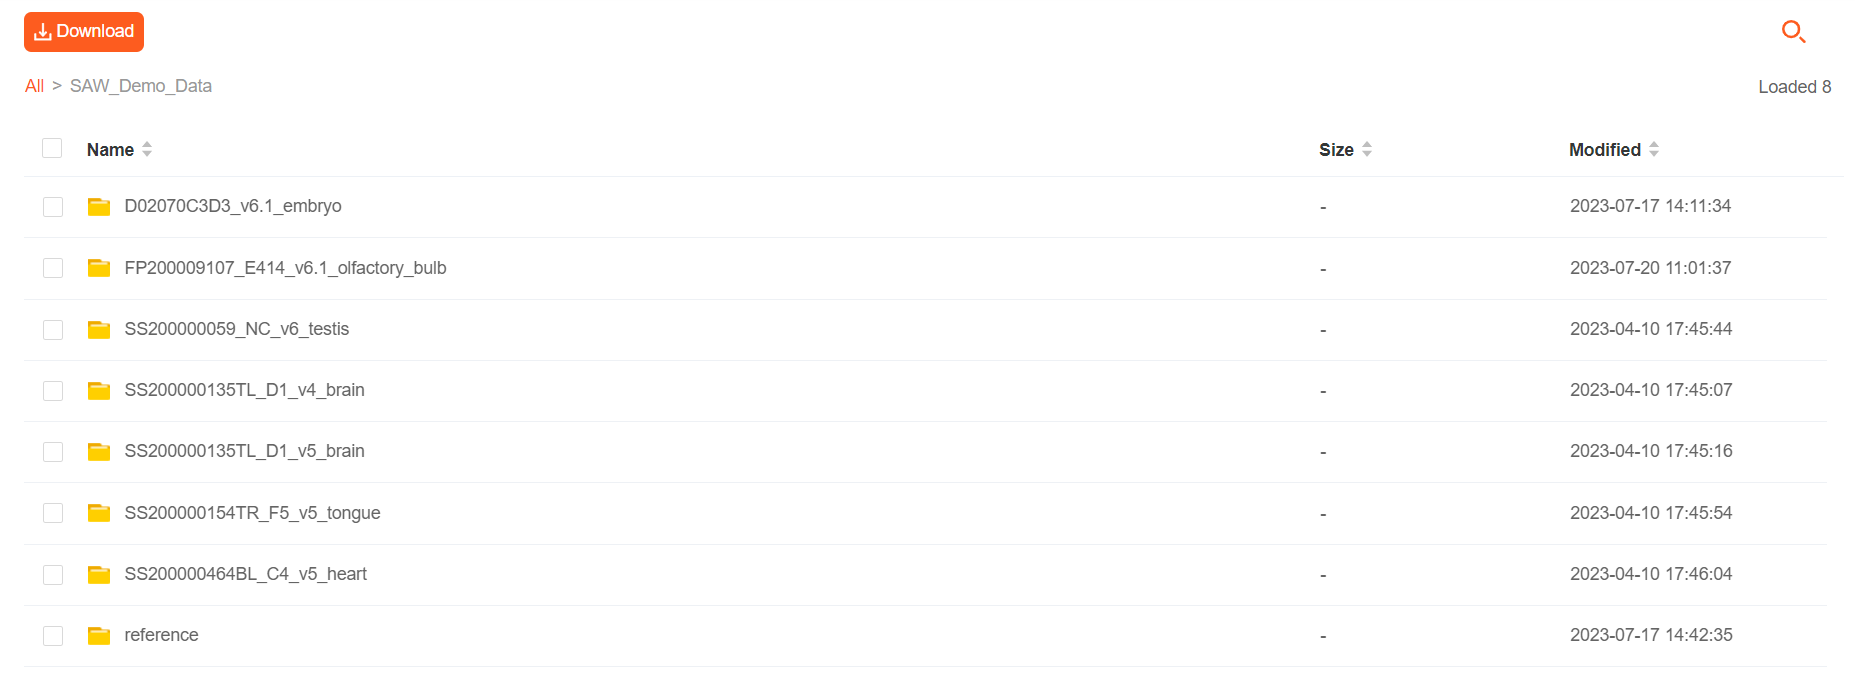 Download
All > SAW_Demo_Data
Loaded 8
Name Size Modified
D02070C3D3_v6.1_embryo - 2023-07-17 14:11:34
FP200009107_E414_v6.1_olfactory_bulb - 2023-07-20 11:01:37
SS200000059_NC_v6_testis - 2023-04-10 17:45:44
SS200000135TL_D1_v4_brain - 2023-04-10 17:45:07
SS200000135TL_D1_v5_brain - 2023-04-10 17:45:16
SS200000154TR_F5_v5_tongue - 2023-04-10 17:45:54
SS200000464BL_C4_v5_heart - 2023-04-10 17:46:04
reference - 2023-07-17 14:42:35